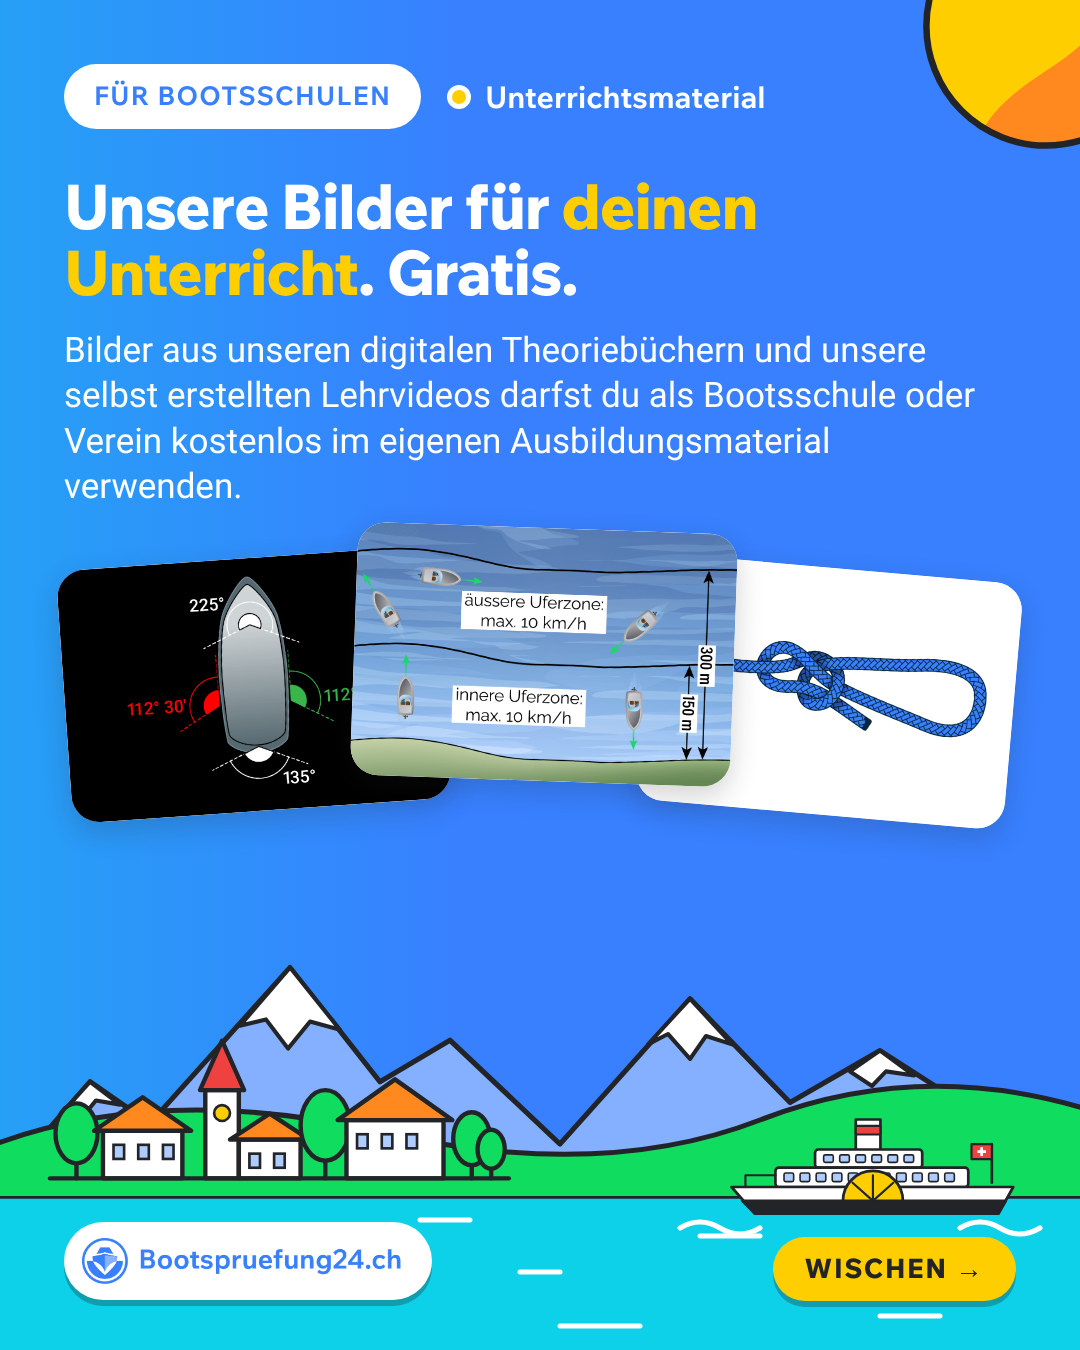 FÜR BOOTSSCHULEN
Unterrichtsmaterial
Unsere Bilder für deinen
Unterricht. Gratis.
Bilder aus unseren digitalen Theoriebüchern und unsere
selbst erstellten Lehrvideos darfst du als Bootsschule oder
Verein kostenlos im eigenen Ausbildungsmaterial
verwenden.
225°
112° 30'
112°
135°
äussere Uferzone:
max. 10 km/h
innere Uferzone:
max. 10 km/h
300 m
150 m
Bootspruefung24.ch
WISCHEN →